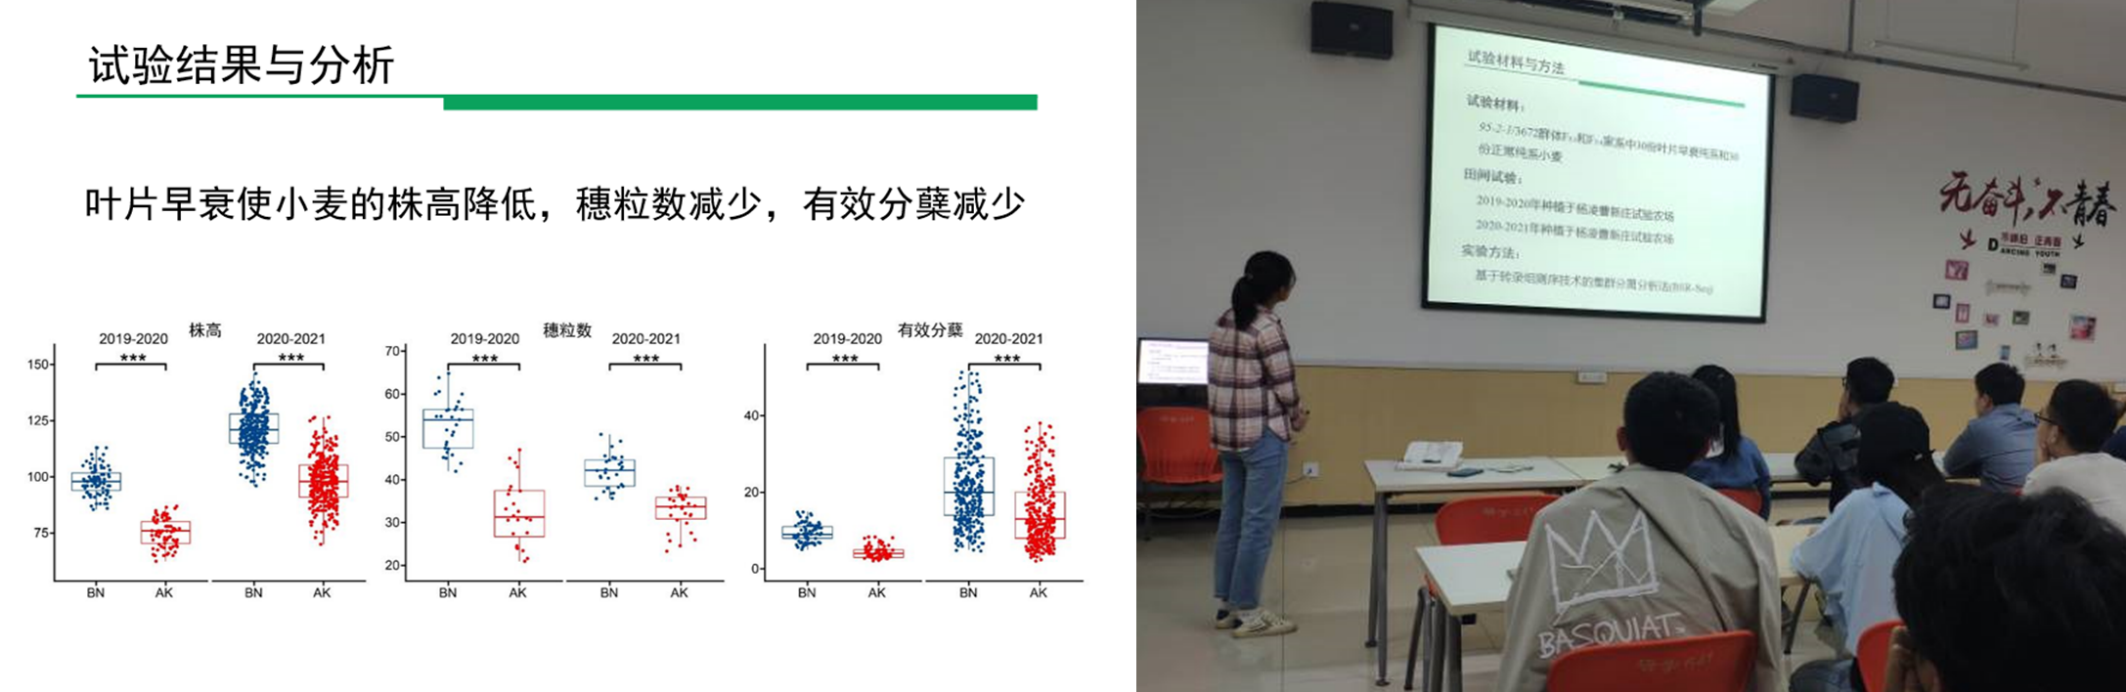 试验结果与分析
叶片早衰使小麦的株高降低，穗粒数减少，有效分蘖减少
株高
2019-2020
2020-2021
***
***
150
125
100
75
BN
AK
BN
AK
穗粒数
2019-2020
2020-2021
***
***
70
60
50
40
30
20
BN
AK
BN
AK
有效分蘖
2019-2020
2020-2021
***
***
40
20
0
BN
AK
BN
AK
试验材料与方法
试验材料：
95-2-1/3672群体
家系中30份叶片早衰纯系和30
份正常纯系小麦
田间试验：
2019-2020年种植于杨凌曹新庄试验农场
2020-2021年种植于杨凌曹新庄试验农场
实验方法：
基于转录组测序技术的集群分离分析法(BSR-Seq)
无奋斗，不青春
DANCING YOUTH
BASQUIAT